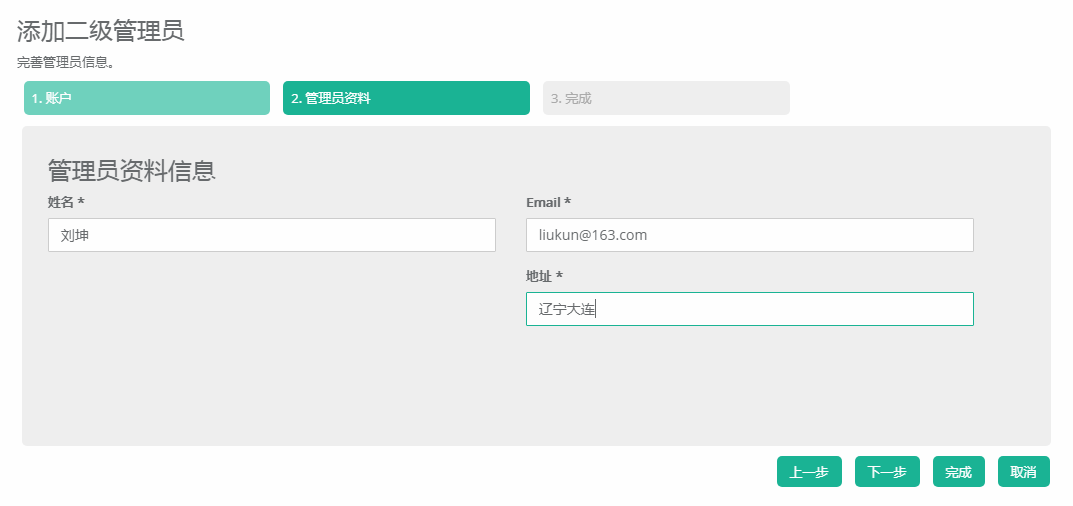 添加二级管理员
完善管理员信息。
1. 账户
2. 管理员资料
3. 完成
管理员资料信息
姓名 *
Email *
刘坤
liukun@163.com
地址 *
辽宁大连
上一步
下一步
完成
取消